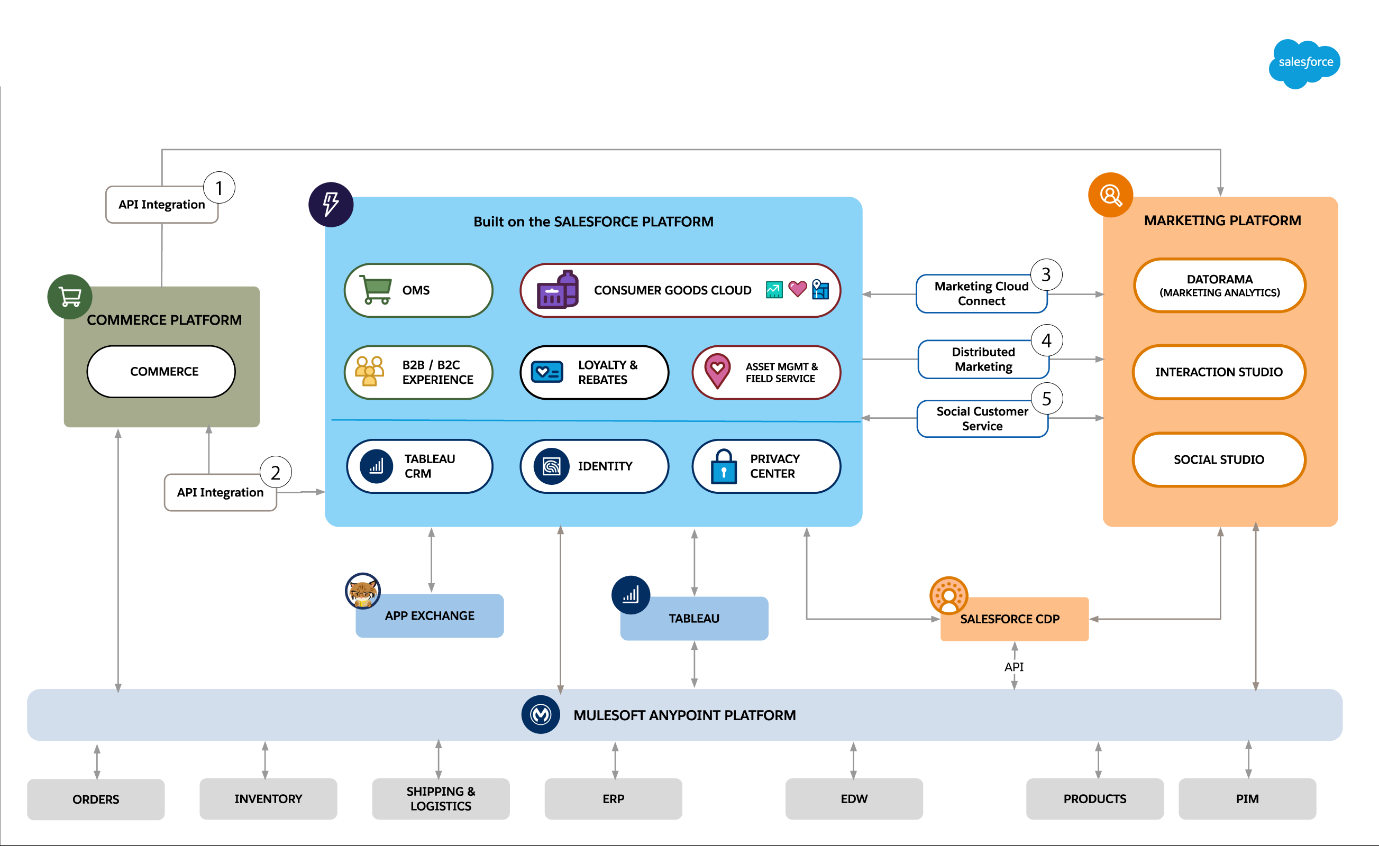 salesforce
1
API Integration
Built on the SALESFORCE PLATFORM
MARKETING PLATFORM
OMS
CONSUMER GOODS CLOUD
3
Marketing Cloud
Connect
DATORAMA
(MARKETING ANALYTICS)
COMMERCE PLATFORM
COMMERCE
B2B / B2C
EXPERIENCE
LOYALTY &
REBATES
ASSET MGMT &
FIELD SERVICE
4
Distributed
Marketing
INTERACTION STUDIO
5
Social Customer
Service
2
API Integration
TABLEAU
CRM
IDENTITY
PRIVACY
CENTER
SOCIAL STUDIO
APP EXCHANGE
TABLEAU
SALESFORCE CDP
API
MULESOFT ANYPOINT PLATFORM
ORDERS
INVENTORY
SHIPPING &
LOGISTICS
ERP
EDW
PRODUCTS
PIM